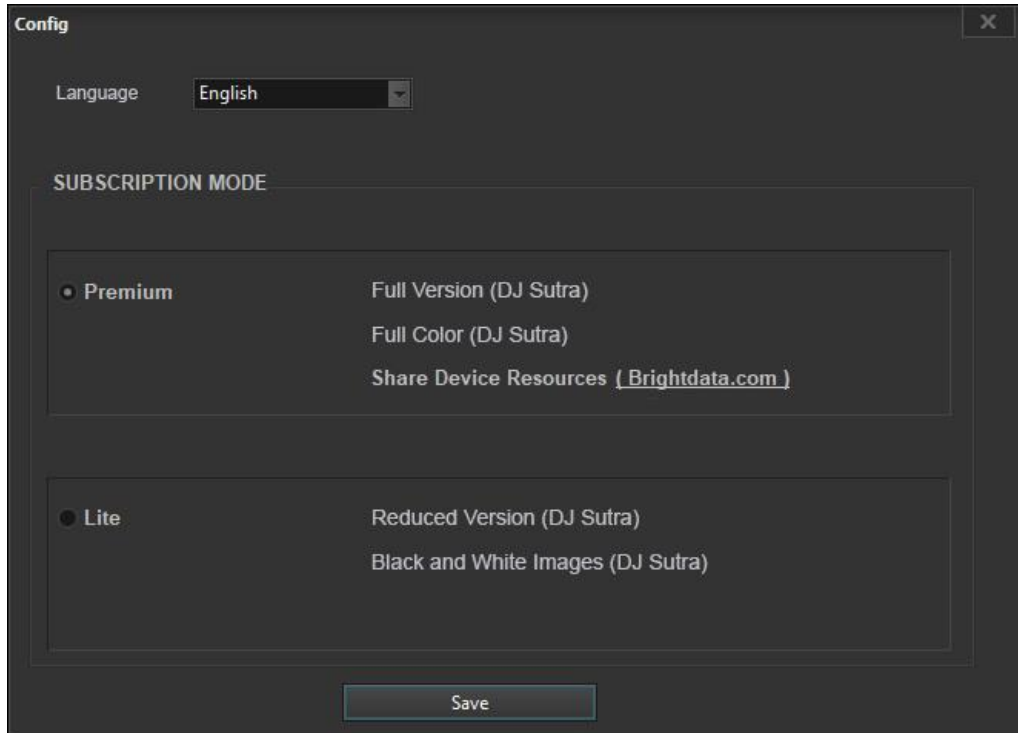 Config
X
Language English
SUBSCRIPTION MODE
Premium Full Version (DJ Sutra)
Full Color (DJ Sutra)
Share Device Resources ( Brightdata.com )
Lite Reduced Version (DJ Sutra)
Black and White Images (DJ Sutra)
Save